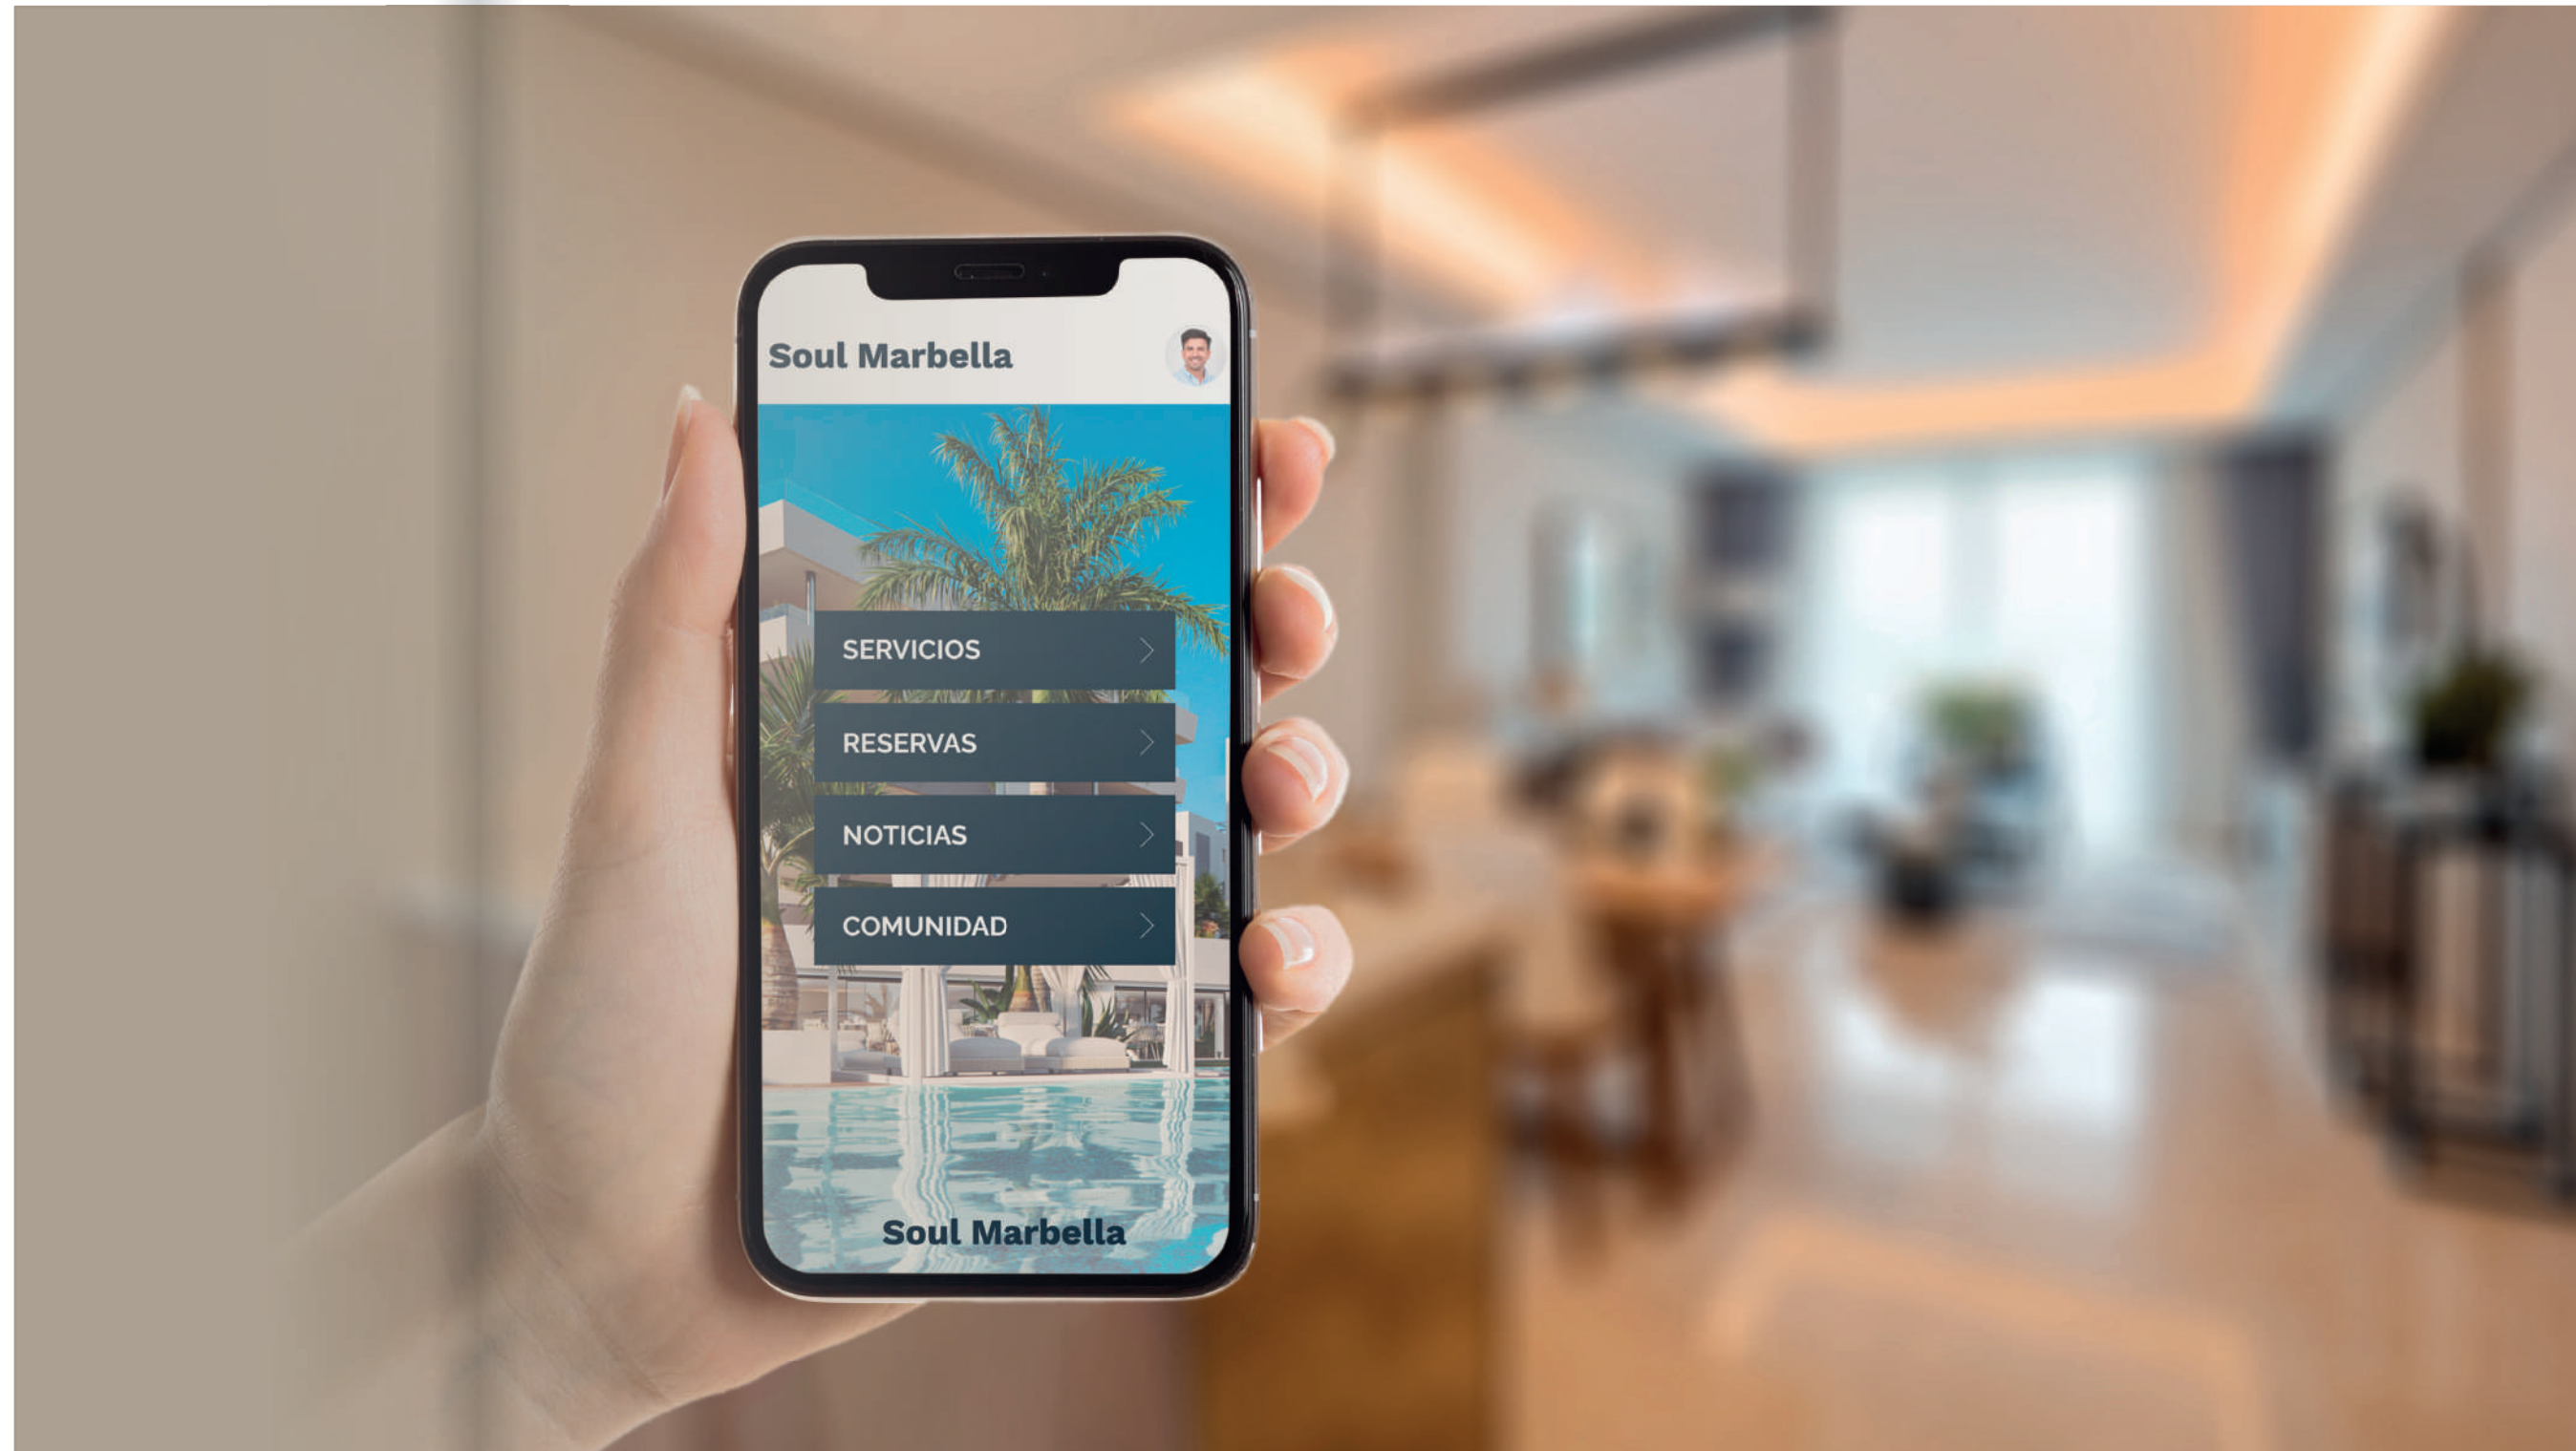 Soul Marbella
SERVICIOS
RESERVAS
NOTICIAS
COMUNIDAD
Soul Marbella